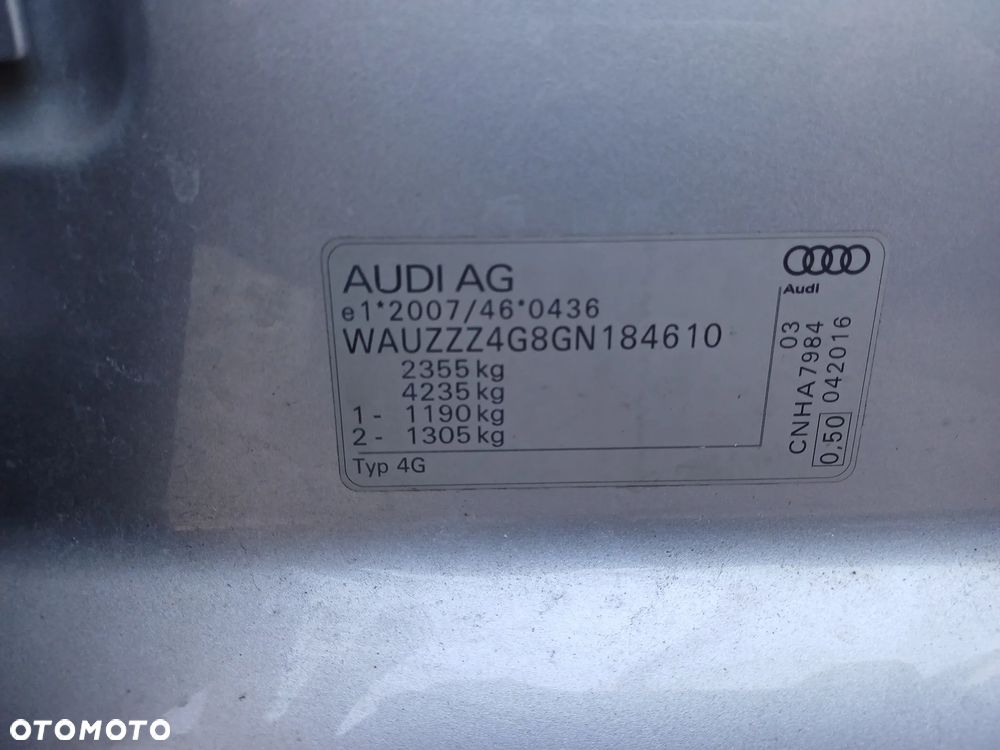 AUDI AG
e1*2007/46*0436
WAUZZZ4G8GN184610
2355 kg
4235 kg
1 - 1190 kg
2 - 1305 kg
Typ 4G
Audi
03
CNHA7984
0,50 042016
OTOMOTO